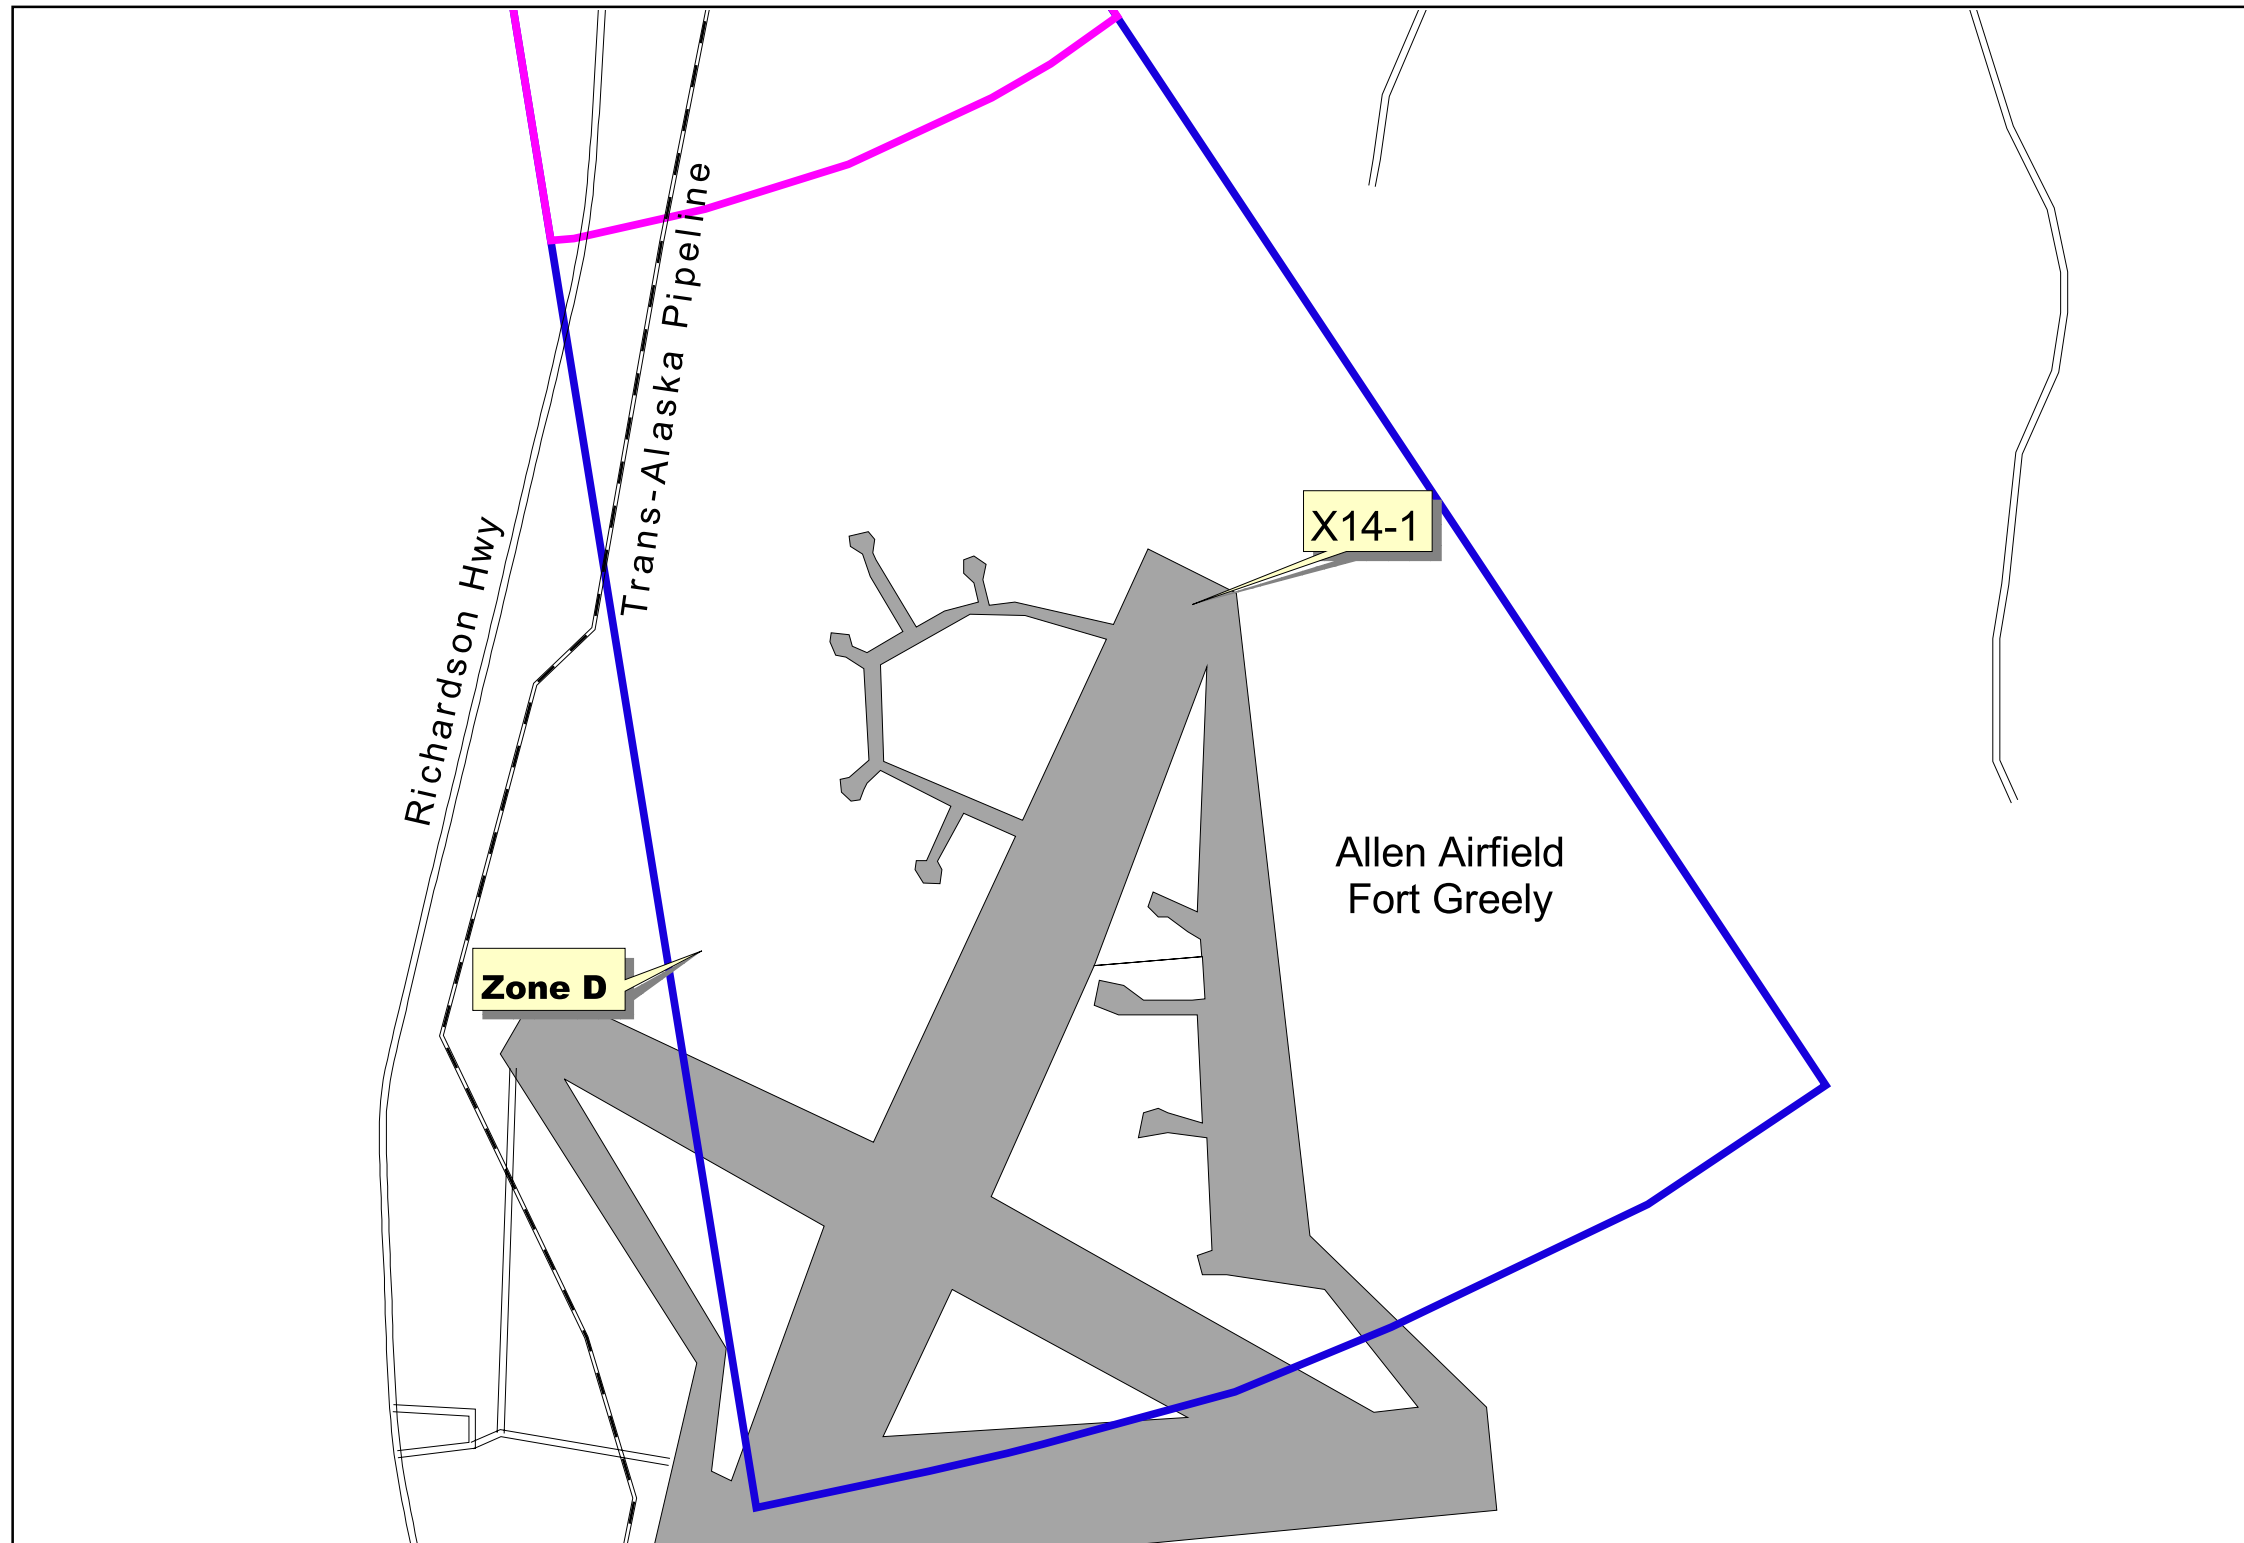 Trans-Alaska Pipeline
Richardson Hwy
X14-1
Allen Airfield
Fort Greely
Zone D